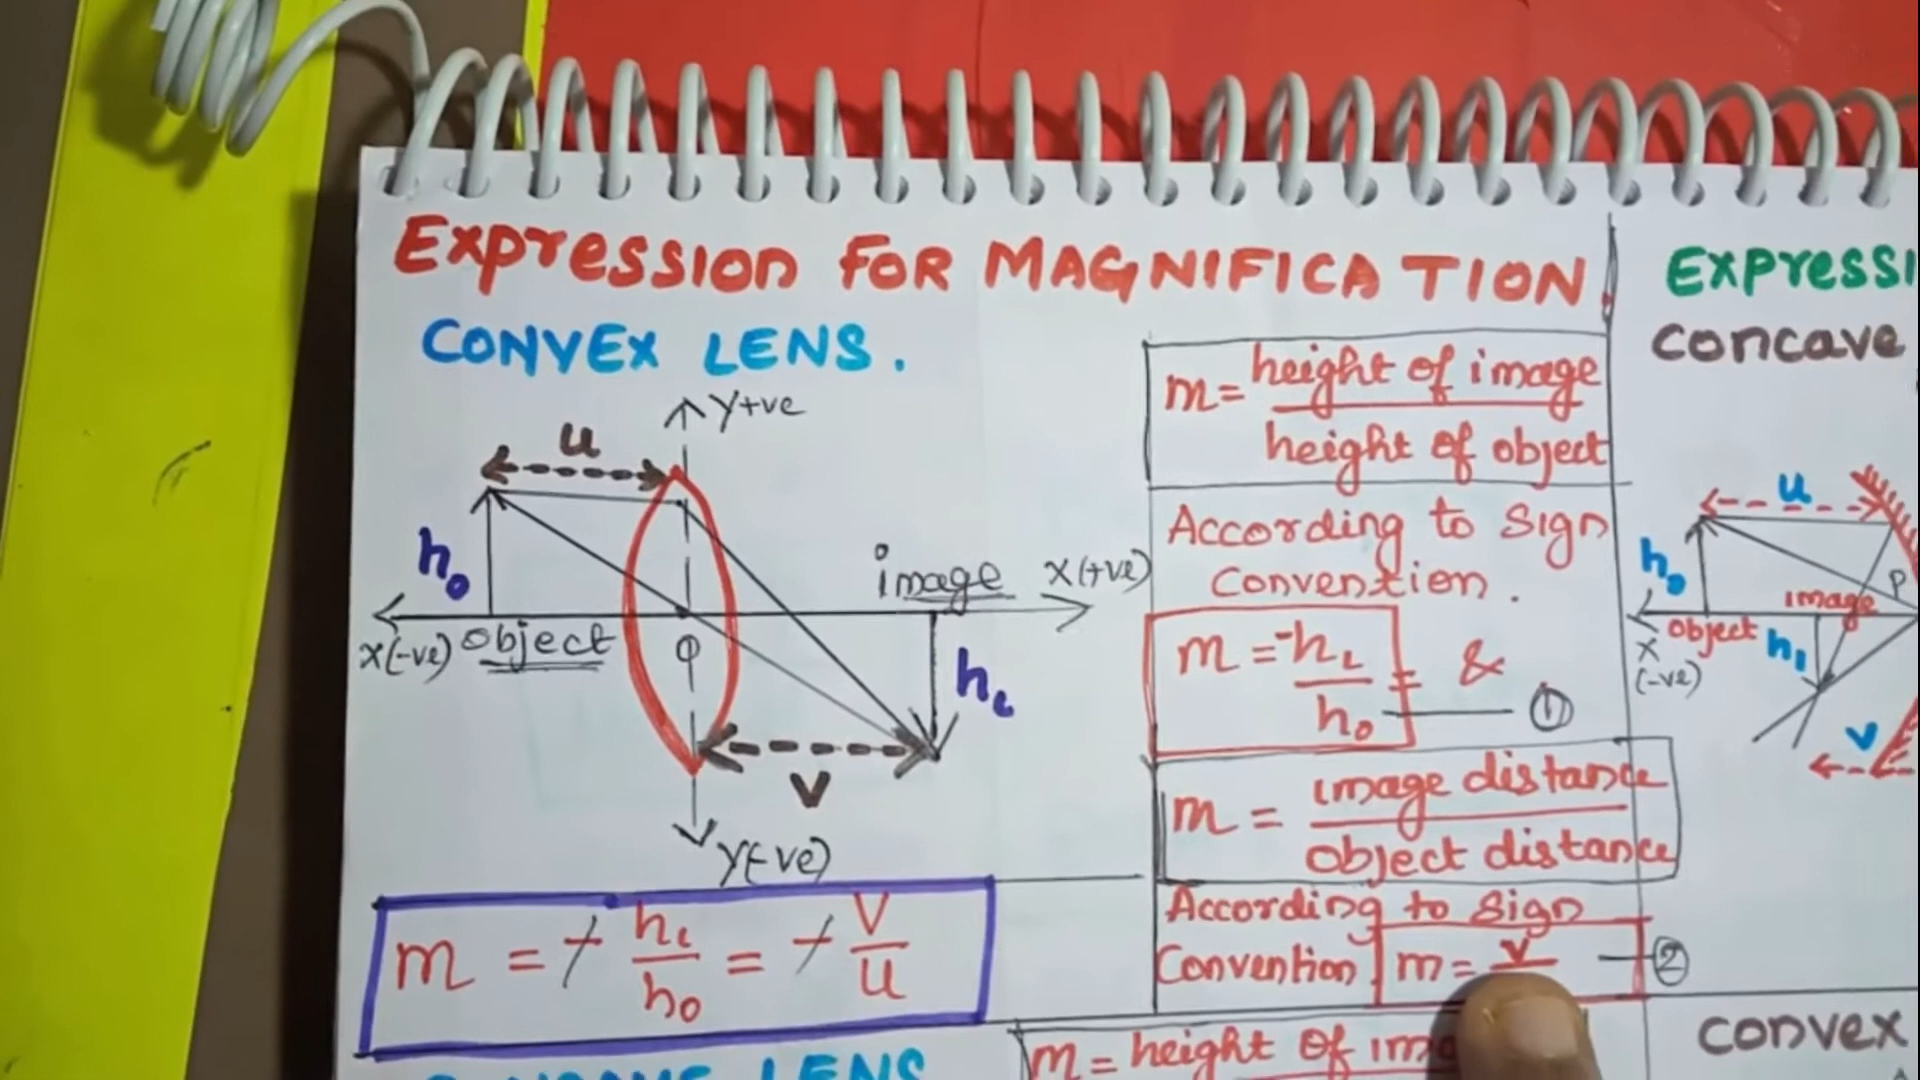 Expression FOR MAGNIFICATION.
CONVEX LENS.
Y+ve
u
h₀
object
x(-ve)
image
x(+ve)
hᵢ
v
y(-ve)
m = height of image
height of object
According to Sign
Convention.
m = -hᵢ
h₀
& ①
m = image distance
object distance
According to Sign
Convention
m = v
②
m = hᵢ = v
h₀ u
LENS
m = height of
EXPRESSI
Concave
u
h₀
P
image
object
X
(-ve)
hᵢ
v
Convex